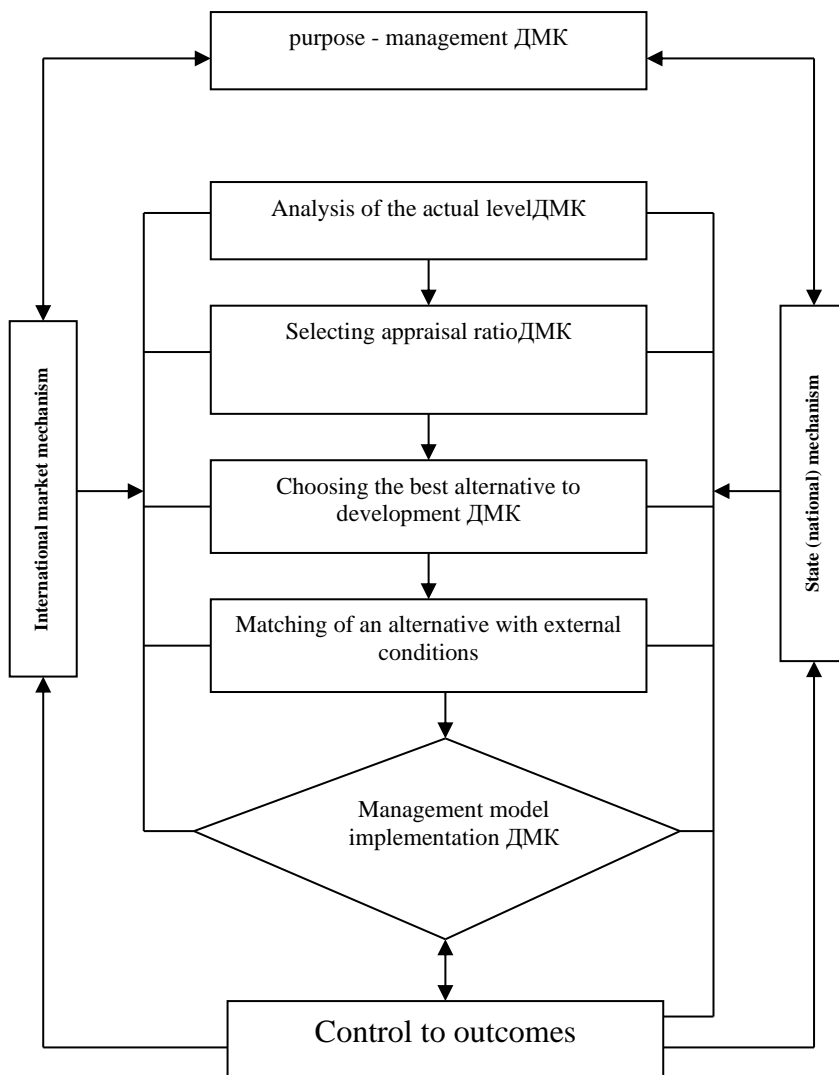 purpose - management ДМК
Analysis of the actual levelДМК
Selecting appraisal ratioДМК
Choosing the best alternative to
development ДМК
Matching of an alternative with external
conditions
Management model
implementation ДМК
Control to outcomes
International market mechanism
State (national) mechanism